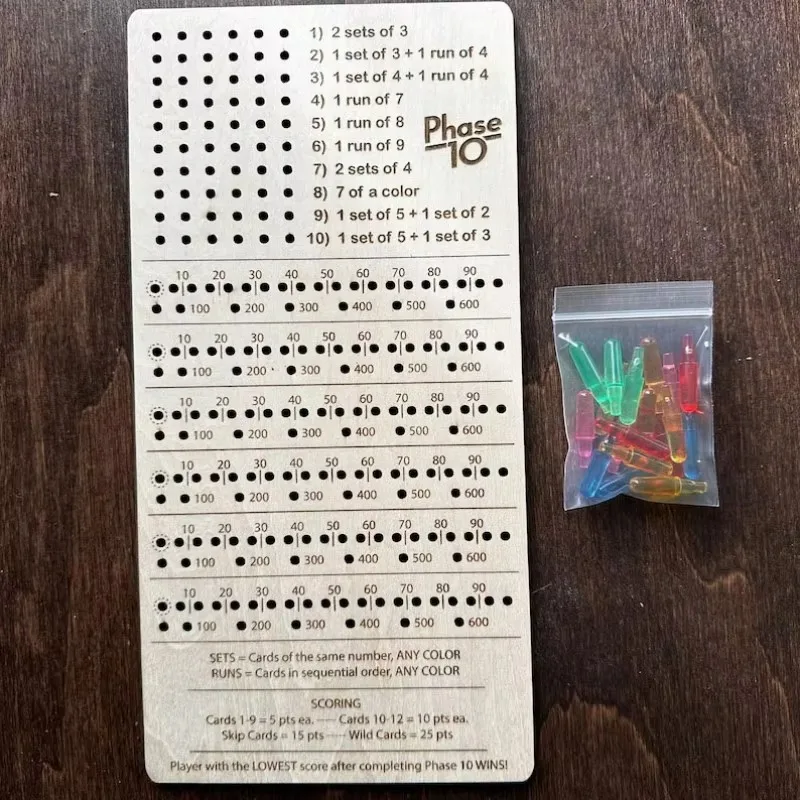 1) 2 sets of 3
2) 1 set of 3 + 1 run of 4
3) 1 set of 4 + 1 run of 4
4) 1 run of 7
5) 1 run of 8
6) 1 run of 9
7) 2 sets of 4
8) 7 of a color
9) 1 set of 5 + 1 set of 2
10) 1 set of 5 + 1 set of 3
Phase
10
10 20 30 40 50 60 70 80 90
100 200 300 400 500 600
10 20 30 40 50 60 70 80 90
100 200 300 400 500 600
10 20 30 40 50 60 70 80 90
100 200 300 400 500 600
10 20 30 40 50 60 70 80 90
100 200 300 400 500 600
10 20 30 40 50 60 70 80 90
100 200 300 400 500 600
10 20 30 40 50 60 70 80 90
100 200 300 400 500 600
SETS = Cards of the same number, ANY COLOR
RUNS = Cards in sequential order, ANY COLOR
SCORING
Cards 1-9 = 5 pts ea. ---- Cards 10-12 = 10 pts ea.
Skip Cards = 15 pts ---- Wild Cards = 25 pts
Player with the LOWEST score after completing Phase 10 WINS!